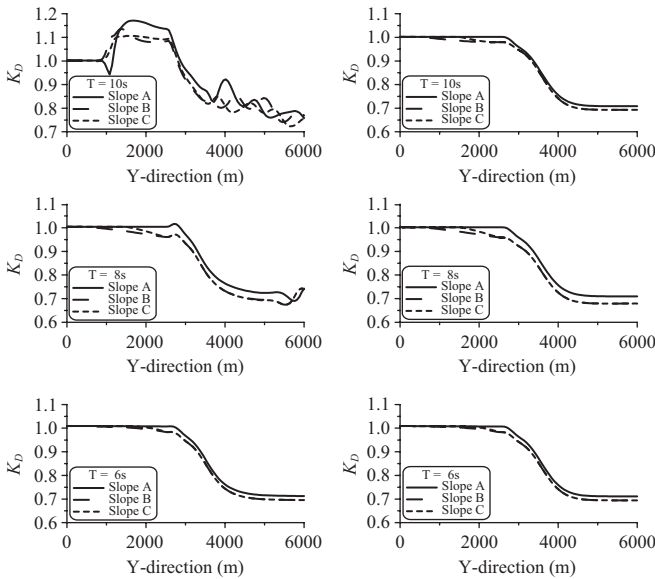 1.2
1.1
1.0
0.9
0.8
0.7
K_D
T = 10s
Slope A
Slope B
Slope C
0 2000 4000 6000
Y-direction (m)
1.1
1.0
0.9
0.8
0.7
0.6
K_D
T = 10s
Slope A
Slope B
Slope C
0 2000 4000 6000
Y-direction (m)
1.1
1.0
0.9
0.8
0.7
0.6
K_D
T = 8s
Slope A
Slope B
Slope C
0 2000 4000 6000
Y-direction (m)
1.1
1.0
0.9
0.8
0.7
0.6
K_D
T = 8s
Slope A
Slope B
Slope C
0 2000 4000 6000
Y-direction (m)
1.1
1.0
0.9
0.8
0.7
0.6
K_D
T = 6s
Slope A
Slope B
Slope C
0 2000 4000 6000
Y-direction (m)
1.1
1.0
0.9
0.8
0.7
0.6
K_D
T = 6s
Slope A
Slope B
Slope C
0 2000 4000 6000
Y-direction (m)